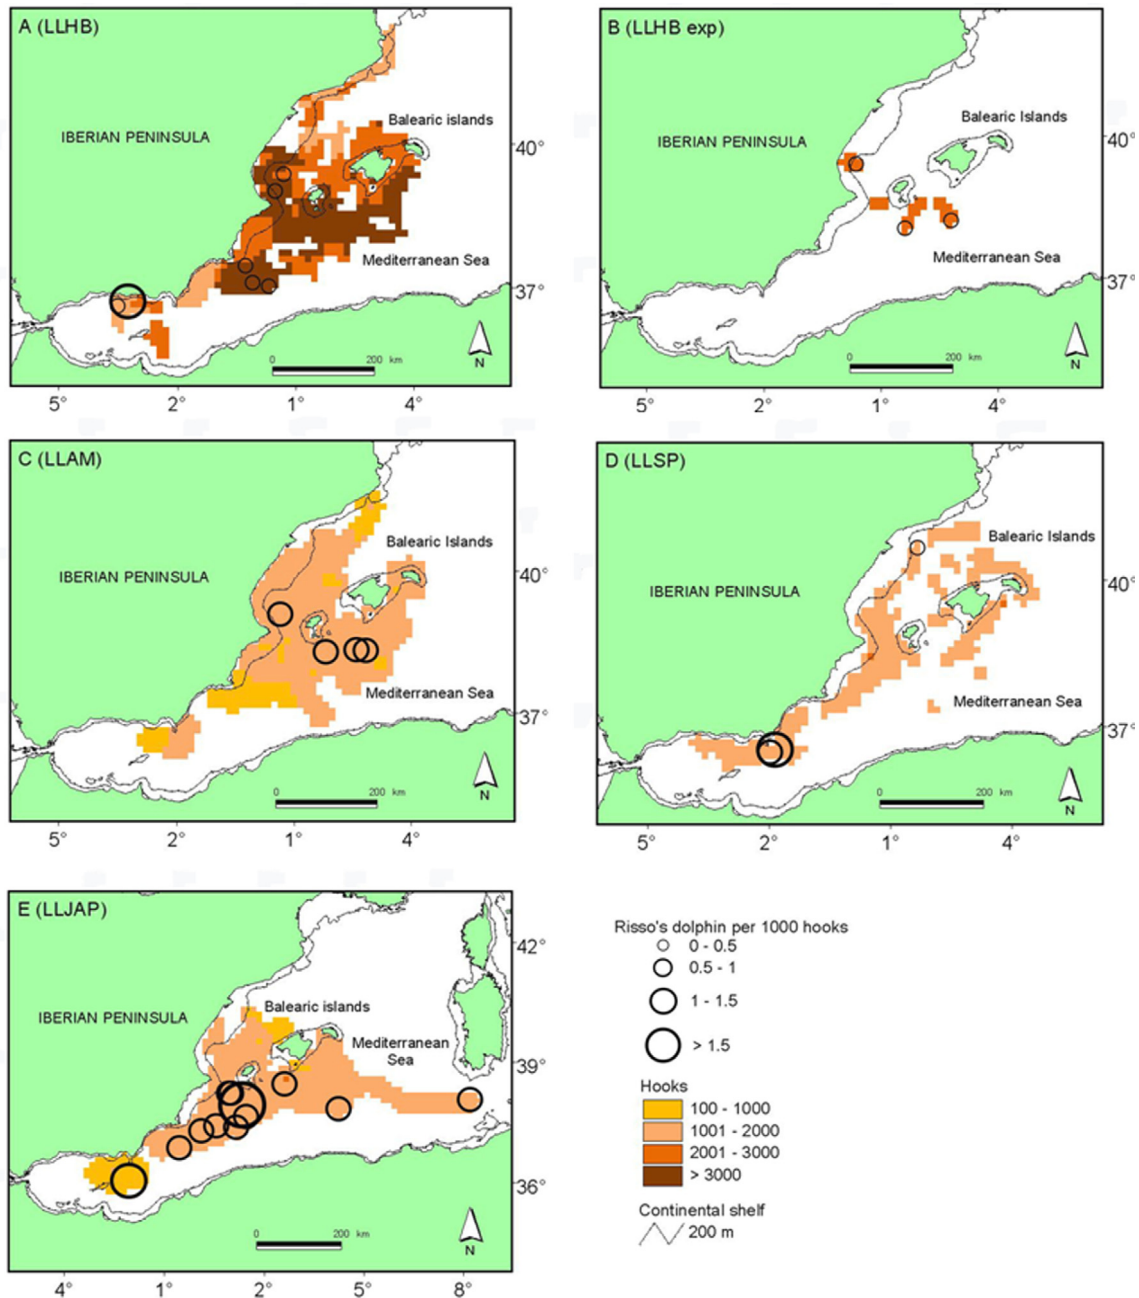 A (LLHB)
IBERIAN PENINSULA
Balearic islands
Mediterranean Sea
40°
37°
0 200 km
N
5° 2° 1° 4°
B (LLHB exp)
IBERIAN PENINSULA
Balearic Islands
Mediterranean Sea
40°
37°
0 200 km
N
5° 2° 1° 4°
C (LLAM)
IBERIAN PENINSULA
Balearic Islands
Mediterranean Sea
40°
37°
0 200 km
N
5° 2° 1° 4°
D (LLSP)
IBERIAN PENINSULA
Balearic Islands
Mediterranean Sea
40°
37°
0 200
N
5° 2° 1° 4°
E (LLJAP)
IBERIAN PENINSULA
Balearic islands
Mediterranean
Sea
42°
39°
36°
0 200 km
N
4° 1° 2° 8°
Risso's dolphin per 1000 hooks
0 - 0.5
0.5 - 1
1 - 1.5
> 1.5
Hooks
100 - 1000
1001 - 2000
2001 - 3000
> 3000
Continental shelf
200 m